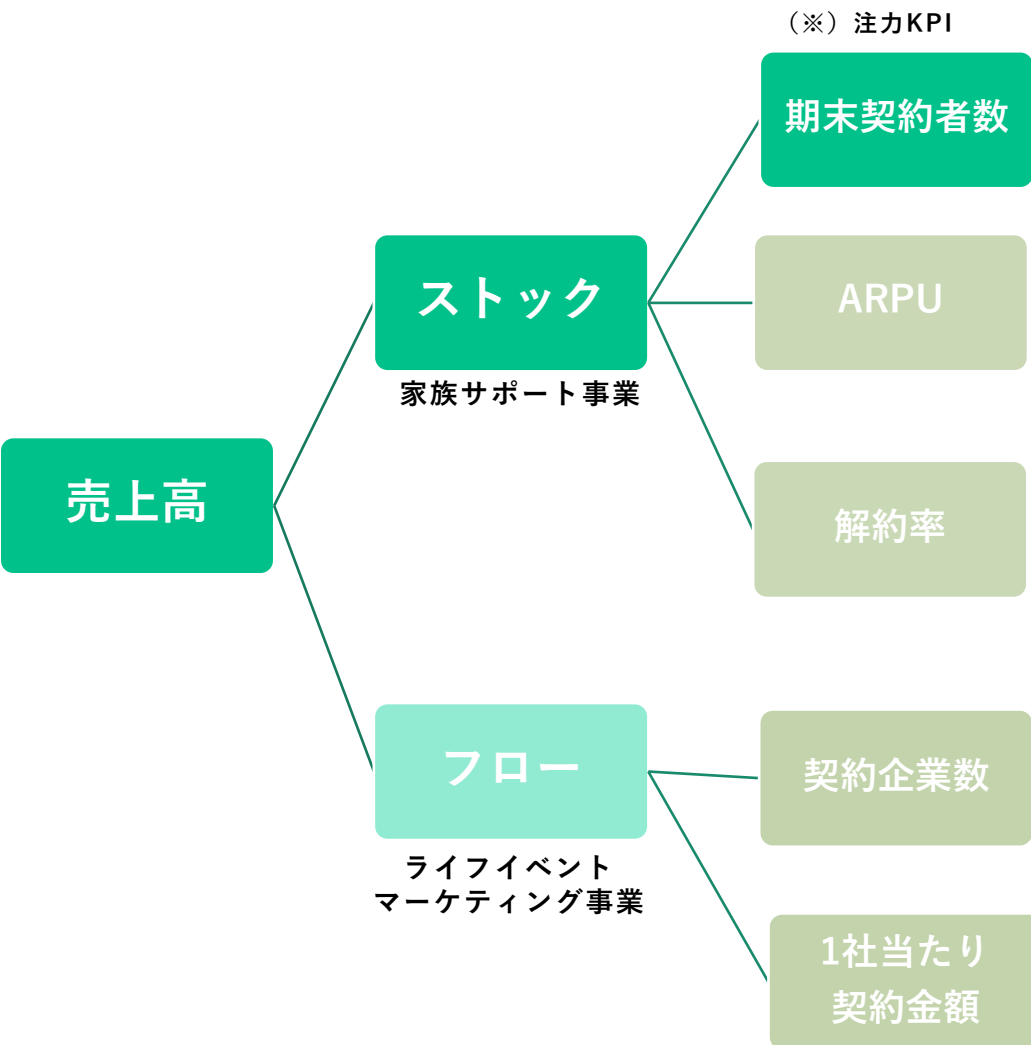 （※）注力KPI
期末契約者数
ストック
家族サポート事業
ARPU
解約率
売上高
フロー
ライフイベント
マーケティング事業
契約企業数
1社当たり
契約金額